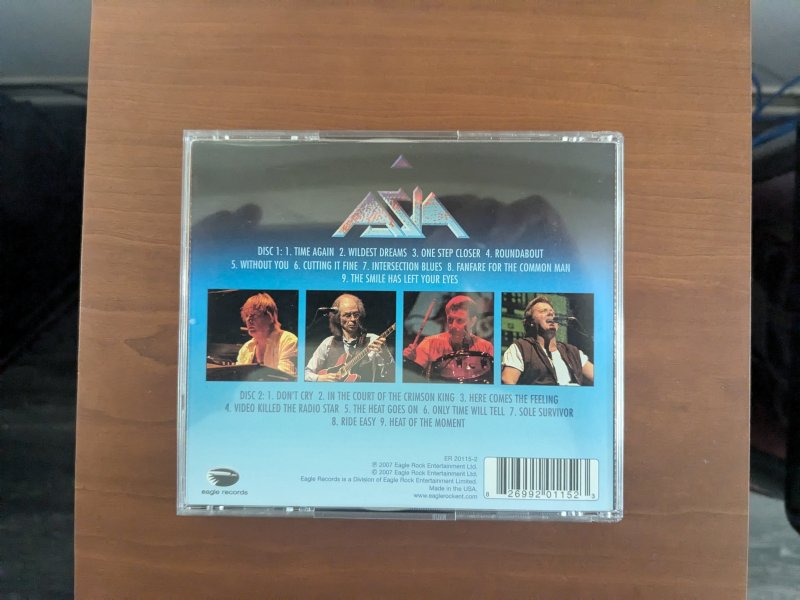 ASIA
DISC 1: 1. TIME AGAIN 2. WILDEST DREAMS 3. ONE STEP CLOSER 4. ROUNDABOUT
5. WITHOUT YOU 6. CUTTING IT FINE 7. INTERSECTION BLUES 8. FANFARE FOR THE COMMON MAN
9. THE SMILE HAS LEFT YOUR EYES
DISC 2: 1. DON'T CRY 2. IN THE COURT OF THE CRIMSON KING 3. HERE COMES THE FEELING
4. VIDEO KILLED THE RADIO STAR 5. THE HEAT GOES ON 6. ONLY TIME WILL TELL 7. SOLE SURVIVOR
8. RIDE EASY 9. HEAT OF THE MOMENT
ER 20115-2
℗ 2007 Eagle Rock Entertainment Ltd.
© 2007 Eagle Rock Entertainment Ltd.
Eagle Records is a Division of Eagle Rock Entertainment Limited.
Made in the USA.
www.eaglerockent.com
eagle records
8 26992 01152 3